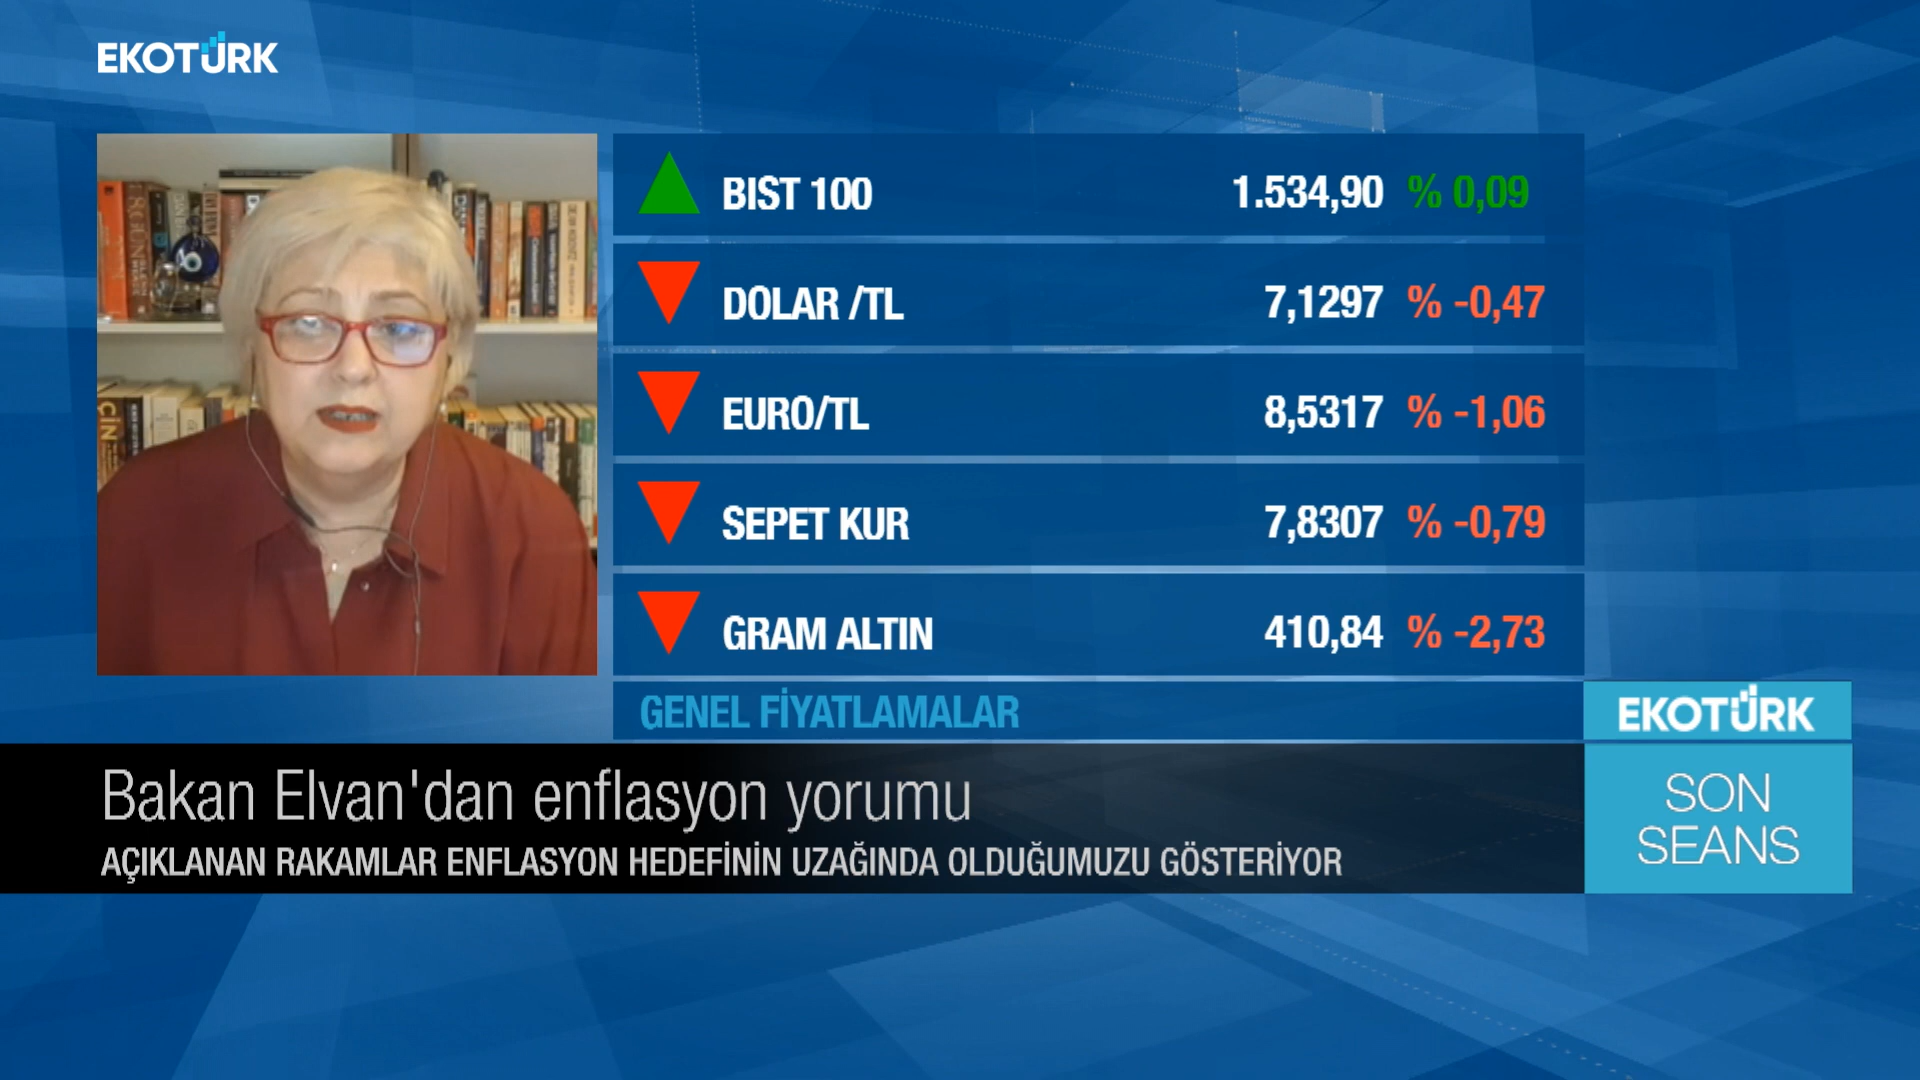 EKOTÜRK
ÇİN
BIST 100 1.534,90 % 0,09
DOLAR /TL 7,1297 % -0,47
EURO/TL 8,5317 % -1,06
SEPET KUR 7,8307 % -0,79
GRAM ALTIN 410,84 % -2,73
GENEL FİYATLAMALAR
EKOTÜRK
Bakan Elvan'dan enflasyon yorumu
AÇIKLANAN RAKAMLAR ENFLASYON HEDEFİNİN UZAĞINDA OLDUĞUMUZU GÖSTERİYOR
SON
SEANS